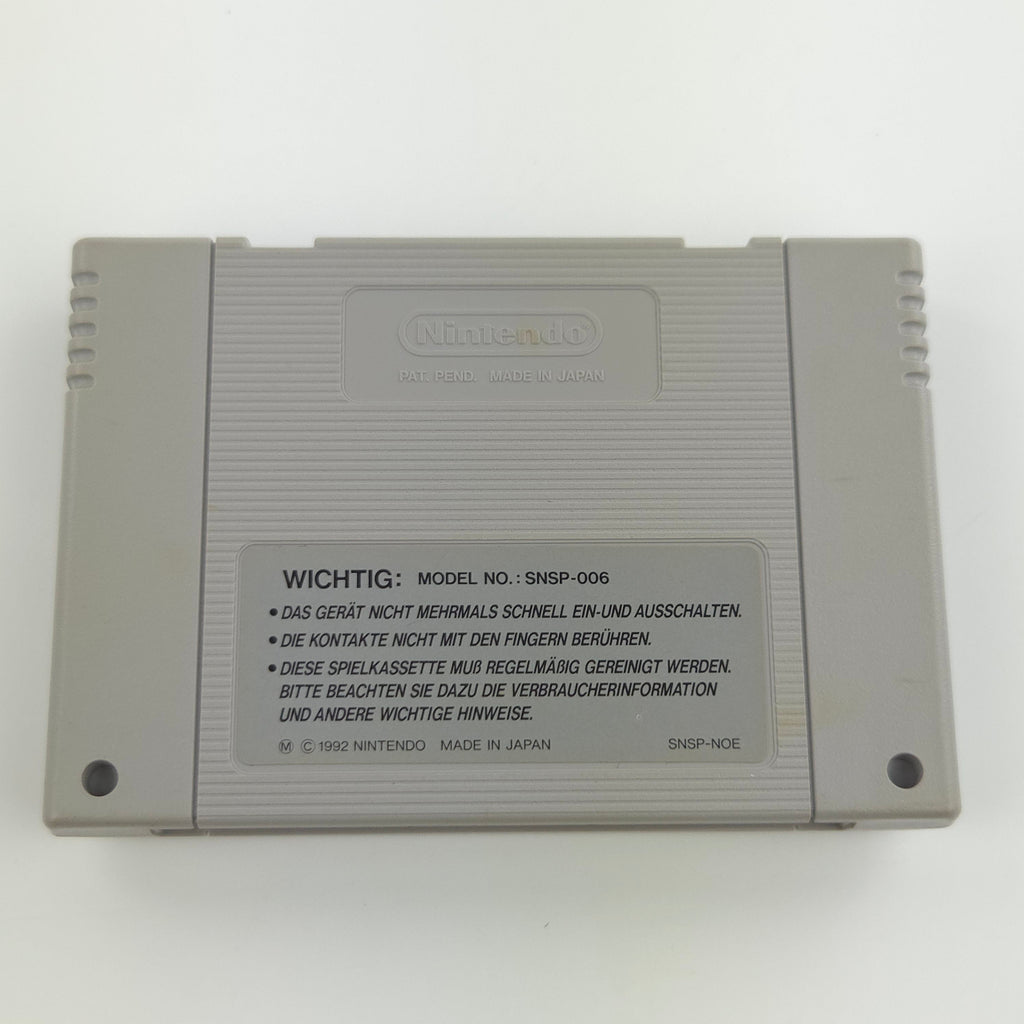 Nintendo®
PAT. PEND. MADE IN JAPAN
WICHTIG: MODEL NO.: SNSP-006
• DAS GERÄT NICHT MEHRMALS SCHNELL EIN-UND AUSSCHALTEN.
• DIE KONTAKTE NICHT MIT DEN FINGERN BERÜHREN.
• DIESE SPIELKASSETTE MUß REGELMÄßIG GEREINIGT WERDEN.
BITTE BEACHTEN SIE DAZU DIE VERBRAUCHERINFORMATION
UND ANDERE WICHTIGE HINWEISE.
Ⓜ © 1992 NINTENDO MADE IN JAPAN SNSP-NOE